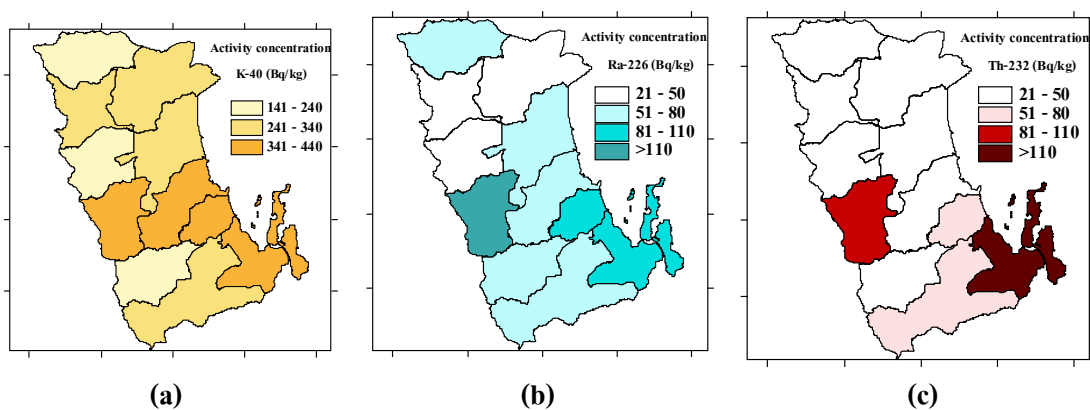 Activity concentration
K-40 (Bq/kg)
141 - 240
241 - 340
341 - 440
(a)
Activity concentration
Ra-226 (Bq/kg)
21 - 50
51 - 80
81 - 110
>110
(b)
Activity concentration
Th-232 (Bq/kg)
21 - 50
51 - 80
81 - 110
>110
(c)